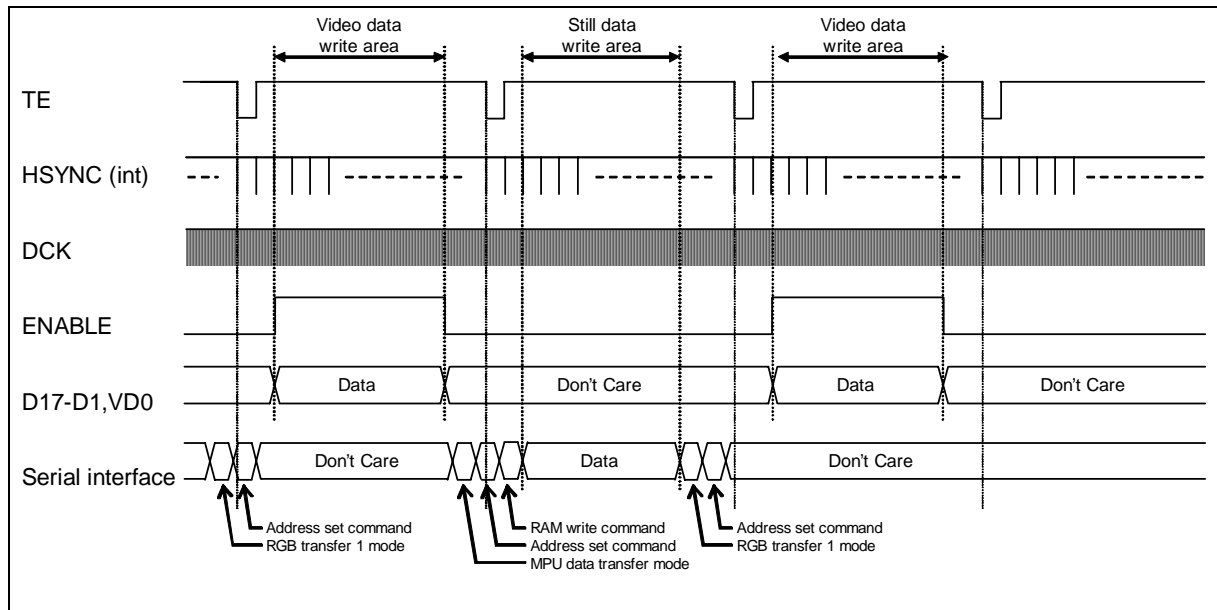 Video data
write area
Still data
write area
Video data
write area
TE
HSYNC (int)
DCK
ENABLE
D17-D1,VD0
Data
Don't Care
Data
Don't Care
Serial interface
Don't Care
Data
Don't Care
Address set command
RGB transfer 1 mode
RAM write command
Address set command
MPU data transfer mode
Address set command
RGB transfer 1 mode